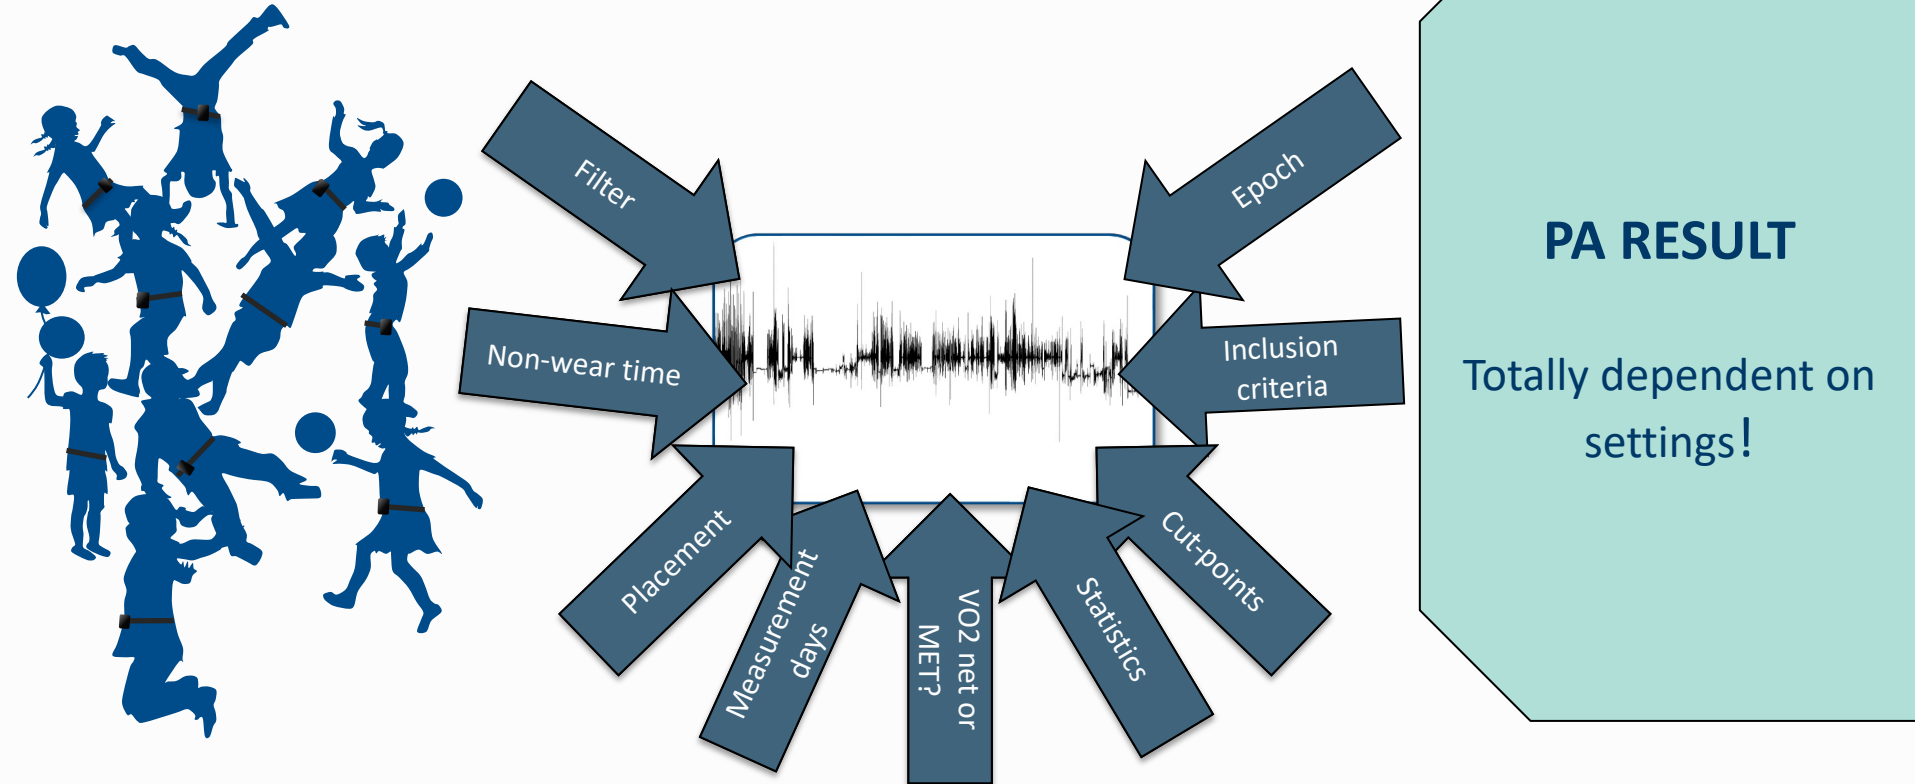 Filter
Non-wear time
Placement
Measurement
days
VO2 net or
MET?
Statistics
Cut-points
Inclusion
criteria
Epoch
PA RESULT
Totally dependent on
settings!